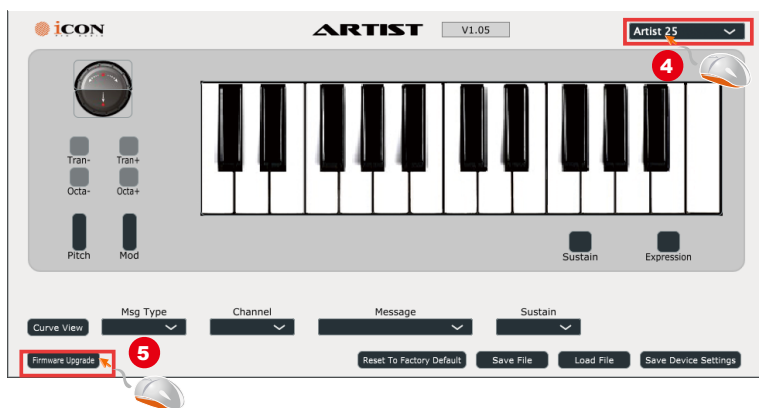 icon
ARTIST
V1.05
Artist 25
4
Tran-
Tran+
Octa-
Octa+
Pitch
Mod
Sustain
Expression
Msg Type
Channel
Message
Sustain
Curve View
5
Firmware Upgrade
Reset To Factory Default
Save File
Load File
Save Device Settings